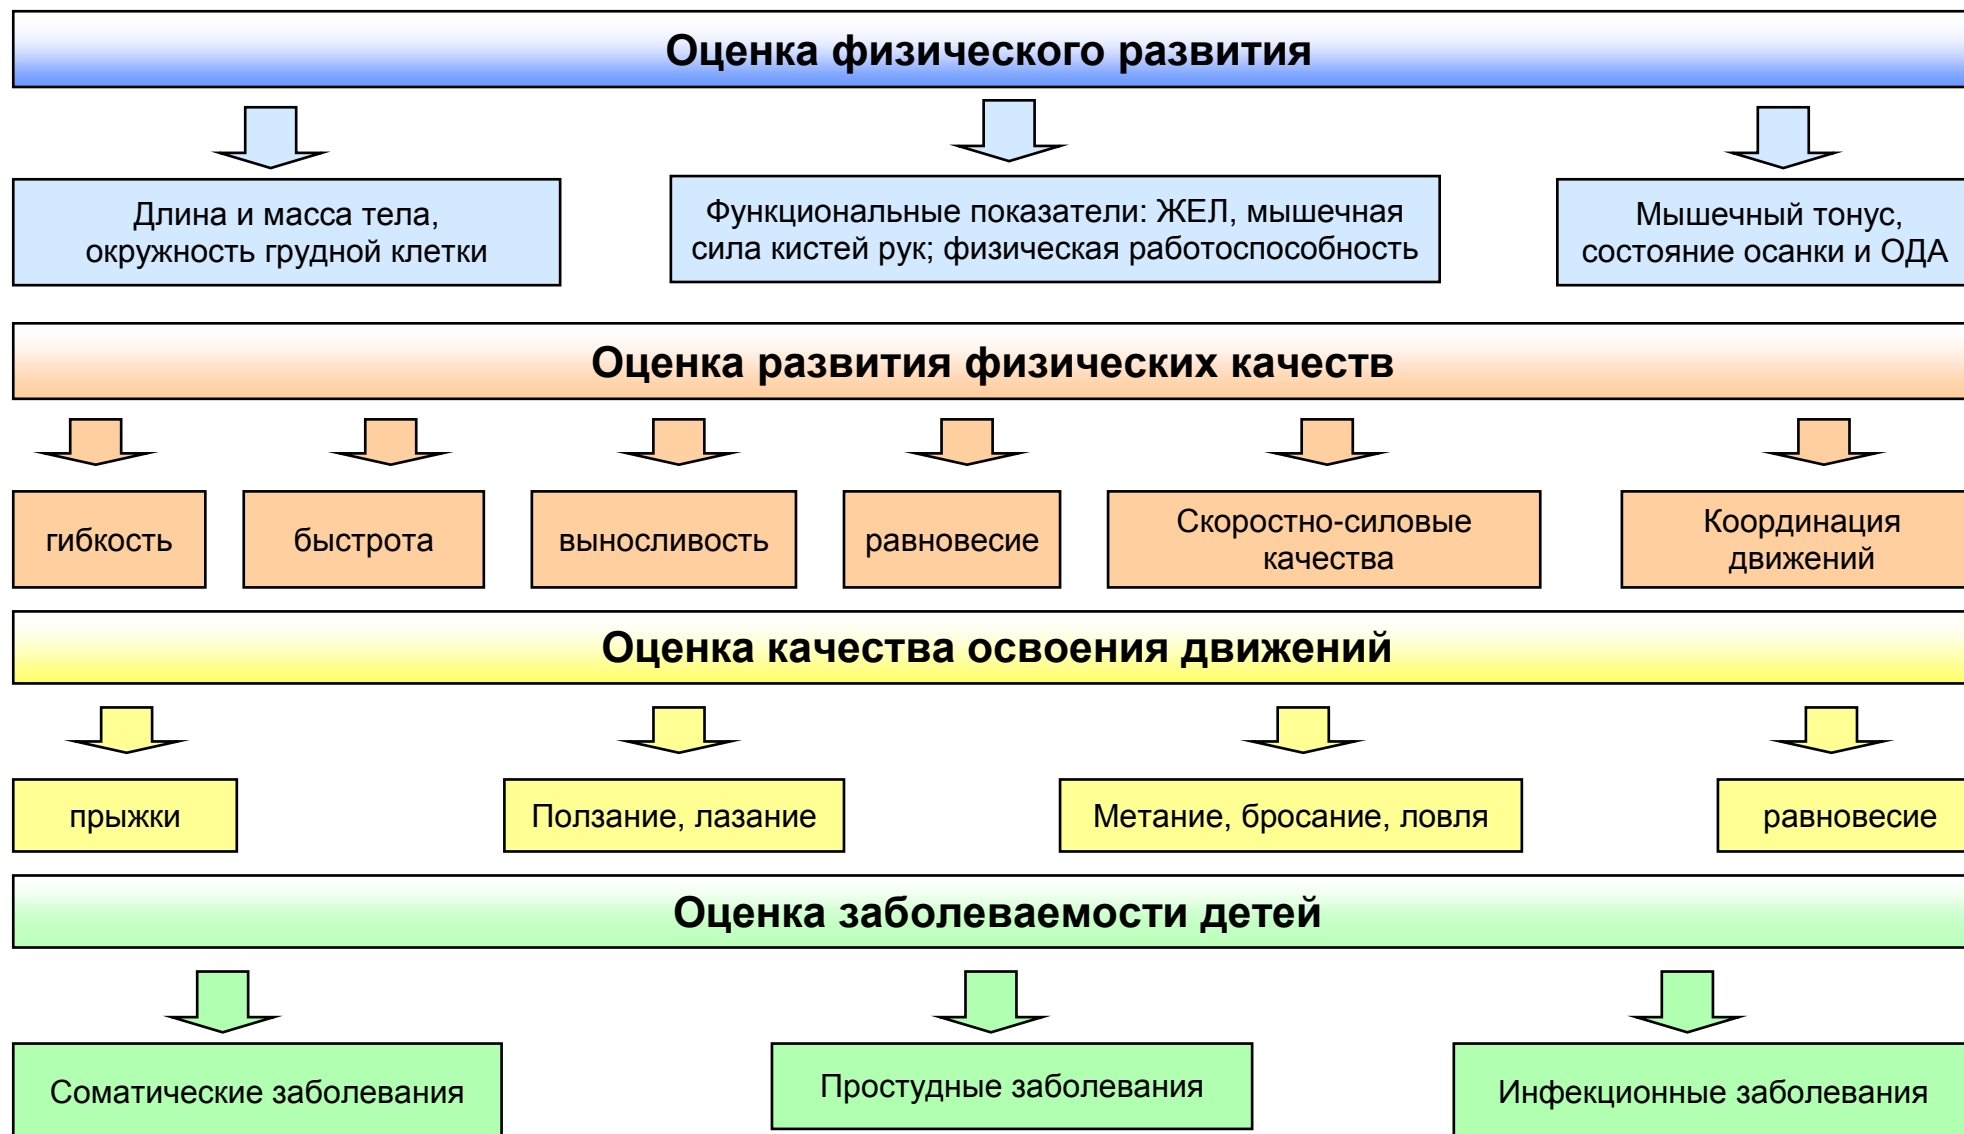 Оценка физического развития
Длина и масса тела,
окружность грудной клетки
Функциональные показатели: ЖЕЛ, мышечная
сила кистей рук; физическая работоспособность
Мышечный тонус,
состояние осанки и ОДА
Оценка развития физических качеств
гибкость
быстрота
выносливость
равновесие
Скоростно-силовые
качества
Координация
движений
Оценка качества освоения движений
прыжки
Ползание, лазание
Метание, бросание, ловля
равновесие
Оценка заболеваемости детей
Соматические заболевания
Простудные заболевания
Инфекционные заболевания